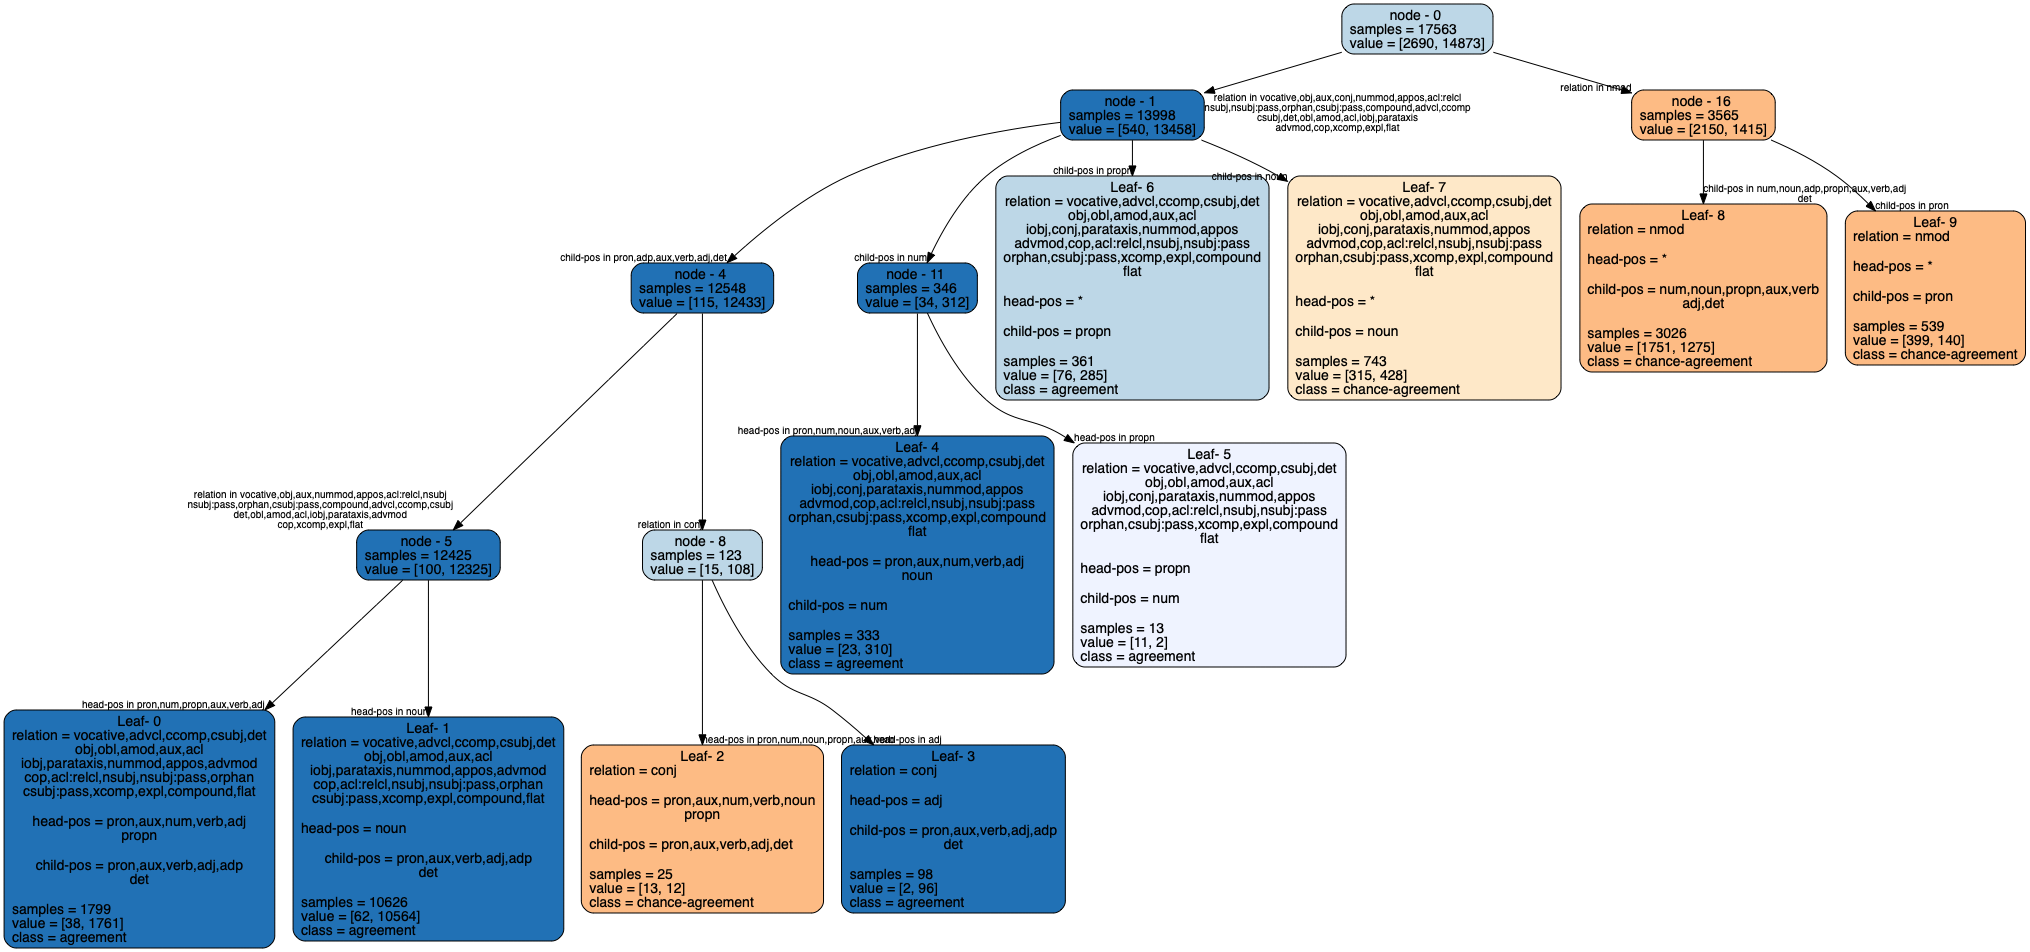 node - 0
samples = 17563
value = [2690, 14873]
relation in vocative,obj,aux,conj,nummod,appos,acl:relcl
nsubj,nsubj:pass,orphan,csubj:pass,compound,advcl,ccomp
csubj,det,obl,amod,acl,iobj,parataxis
advmod,cop,xcomp,expl,flat
relation in nmod
node - 1
samples = 13998
value = [540, 13458]
node - 16
samples = 3565
value = [2150, 1415]
child-pos in pron,adp,aux,verb,adj,det
child-pos in num
child-pos in propn
child-pos in noun
child-pos in num,noun,adp,propn,aux,verb,adj
det
child-pos in pron
node - 4
samples = 12548
value = [115, 12433]
node - 11
samples = 346
value = [34, 312]
Leaf- 6
relation = vocative,advcl,ccomp,csubj,det
obj,obl,amod,aux,acl
iobj,conj,parataxis,nummod,appos
advmod,cop,acl:relcl,nsubj,nsubj:pass
orphan,csubj:pass,xcomp,expl,compound
flat
head-pos = *
child-pos = propn
samples = 361
value = [76, 285]
class = agreement
Leaf- 7
relation = vocative,advcl,ccomp,csubj,det
obj,obl,amod,aux,acl
iobj,conj,parataxis,nummod,appos
advmod,cop,acl:relcl,nsubj,nsubj:pass
orphan,csubj:pass,xcomp,expl,compound
flat
head-pos = *
child-pos = noun
samples = 743
value = [315, 428]
class = chance-agreement
Leaf- 8
relation = nmod
head-pos = *
child-pos = num,noun,propn,aux,verb
adj,det
samples = 3026
value = [1751, 1275]
class = chance-agreement
Leaf- 9
relation = nmod
head-pos = *
child-pos = pron
samples = 539
value = [399, 140]
class = chance-agreement
relation in vocative,obj,aux,nummod,appos,acl:relcl,nsubj
nsubj:pass,orphan,csubj:pass,compound,advcl,ccomp,csubj
det,obl,amod,acl,iobj,parataxis,advmod
cop,xcomp,expl,flat
relation in conj
head-pos in pron,num,noun,aux,verb,adj
head-pos in propn
node - 5
samples = 12425
value = [100, 12325]
node - 8
samples = 123
value = [15, 108]
Leaf- 4
relation = vocative,advcl,ccomp,csubj,det
obj,obl,amod,aux,acl
iobj,conj,parataxis,nummod,appos
advmod,cop,acl:relcl,nsubj,nsubj:pass
orphan,csubj:pass,xcomp,expl,compound
flat
head-pos = pron,aux,num,verb,adj
noun
child-pos = num
samples = 333
value = [23, 310]
class = agreement
Leaf- 5
relation = vocative,advcl,ccomp,csubj,det
obj,obl,amod,aux,acl
iobj,conj,parataxis,nummod,appos
advmod,cop,acl:relcl,nsubj,nsubj:pass
orphan,csubj:pass,xcomp,expl,compound
flat
head-pos = propn
child-pos = num
samples = 13
value = [11, 2]
class = agreement
head-pos in pron,num,propn,aux,verb,adj
head-pos in noun
head-pos in pron,num,noun,propn,aux,verb
head-pos in adj
Leaf- 0
relation = vocative,advcl,ccomp,csubj,det
obj,obl,amod,aux,acl
iobj,parataxis,nummod,appos,advmod
cop,acl:relcl,nsubj,nsubj:pass,orphan
csubj:pass,xcomp,expl,compound,flat
head-pos = pron,aux,num,verb,adj
propn
child-pos = pron,aux,verb,adj,adp
det
samples = 1799
value = [38, 1761]
class = agreement
Leaf- 1
relation = vocative,advcl,ccomp,csubj,det
obj,obl,amod,aux,acl
iobj,parataxis,nummod,appos,advmod
cop,acl:relcl,nsubj,nsubj:pass,orphan
csubj:pass,xcomp,expl,compound,flat
head-pos = noun
child-pos = pron,aux,verb,adj,adp
det
samples = 10626
value = [62, 10564]
class = agreement
Leaf- 2
relation = conj
head-pos = pron,aux,num,verb,noun
propn
child-pos = pron,aux,verb,adj,det
samples = 25
value = [13, 12]
class = chance-agreement
Leaf- 3
relation = conj
head-pos = adj
child-pos = pron,aux,verb,adj,adp
det
samples = 98
value = [2, 96]
class = agreement